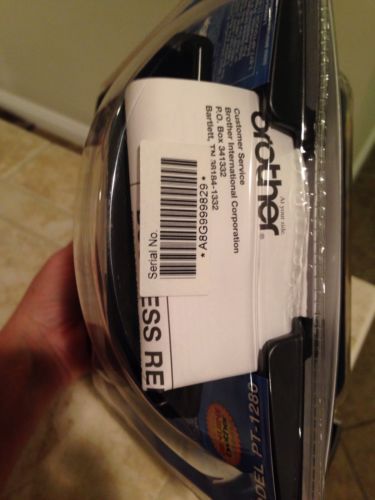 brother
At your side.
Customer Service
Brother International Corporation
P.O. Box 341332
Bartlett, TN 38184-1332
*A8G999829*
Serial No.
ESS RE
DEL PT-1280